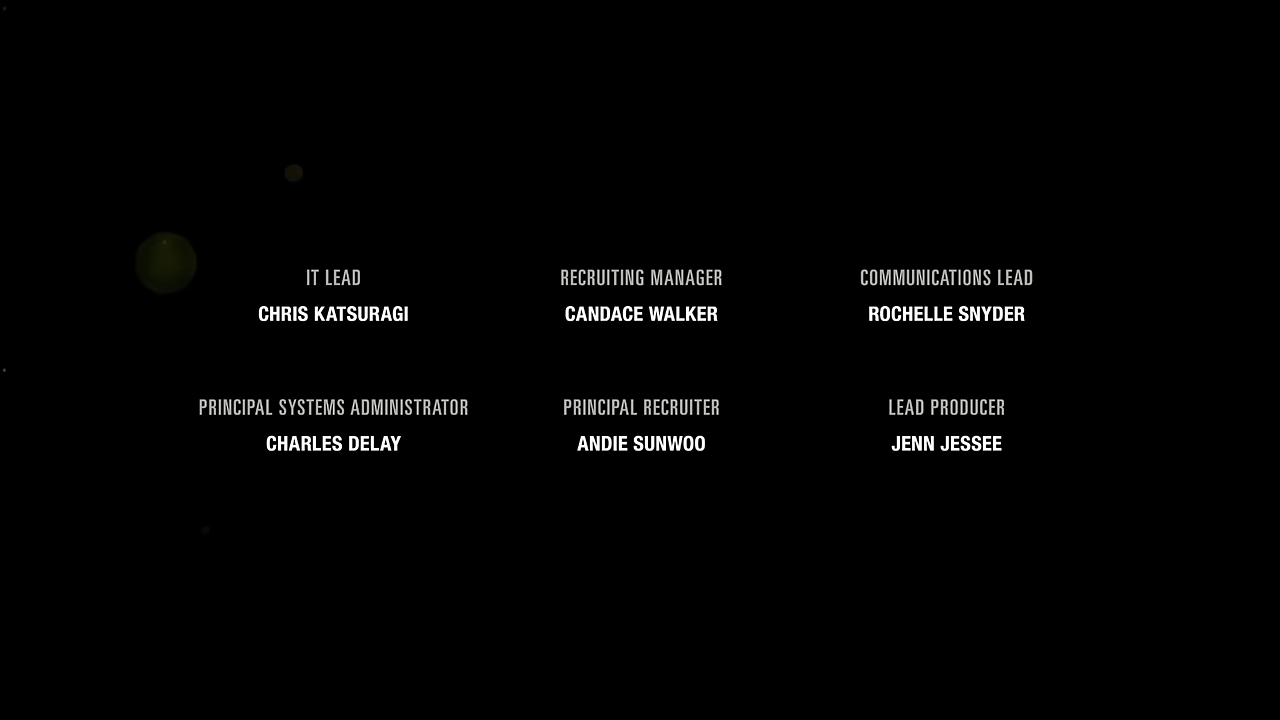 IT LEAD
CHRIS KATSURAGI
RECRUITING MANAGER
CANDACE WALKER
COMMUNICATIONS LEAD
ROCHELLE SNYDER
PRINCIPAL SYSTEMS ADMINISTRATOR
CHARLES DELAY
PRINCIPAL RECRUITER
ANDIE SUNWOO
LEAD PRODUCER
JENN JESSEE